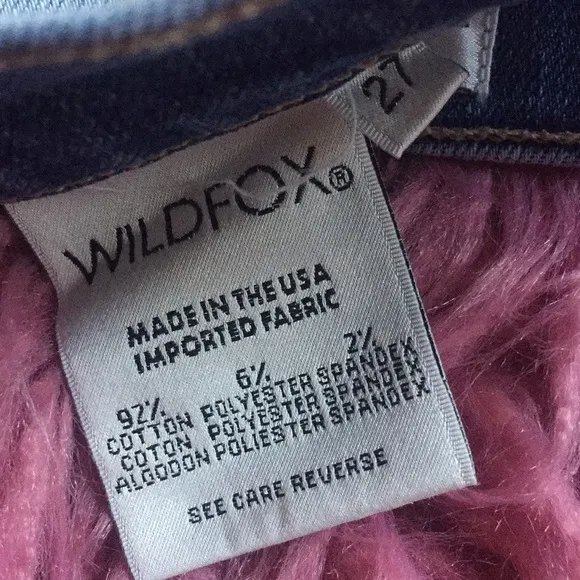 27
WILDFOX®
MADE IN THE USA
IMPORTED FABRIC
92% 6% 2%
COTTON POLYESTER SPANDEX
COTON POLYESTER SPANDEX
ALGODON POLIESTER SPANDEX
SEE CARE REVERSE